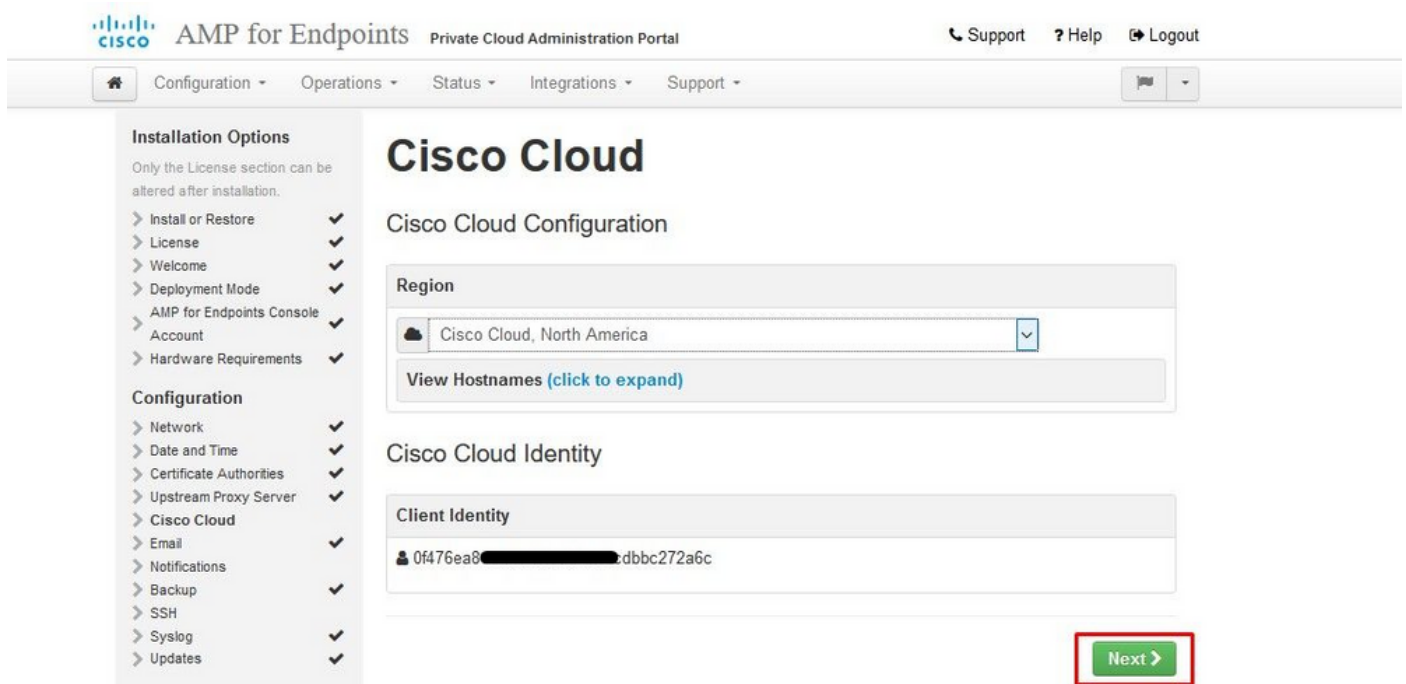 CISCO AMP for Endpoints Private Cloud Administration Portal Support ? Help Logout
Configuration Operations Status Integrations Support
Installation Options
Only the License section can be
altered after installation.
Install or Restore
License
Welcome
Deployment Mode
AMP for Endpoints Console
Account
Hardware Requirements
Configuration
Network
Date and Time
Certificate Authorities
Upstream Proxy Server
Cisco Cloud
Email
Notifications
Backup
SSH
Syslog
Updates
Cisco Cloud
Cisco Cloud Configuration
Region
Cisco Cloud, North America
View Hostnames (click to expand)
Cisco Cloud Identity
Client Identity
0f476ea8 dbbc272a6c
Next